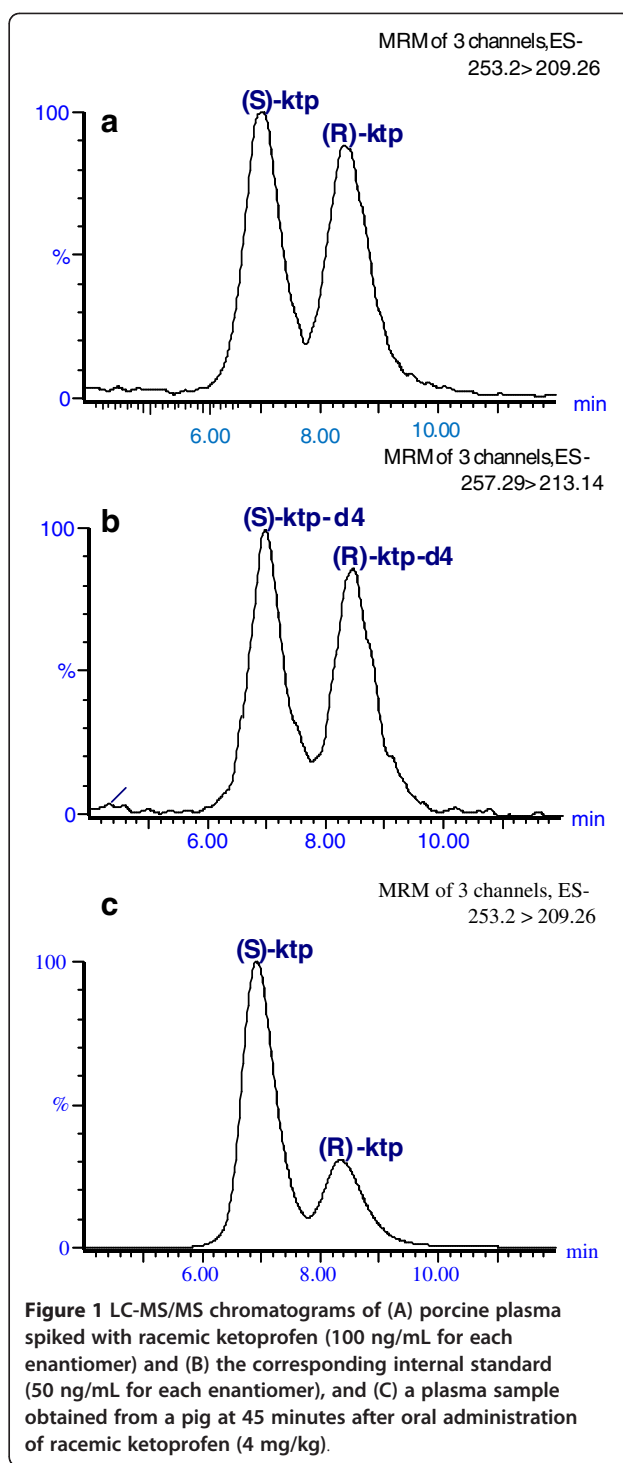 MRM of 3 channels,ES-
253.2>209.26
a
(S)-ktp
(R)-ktp
100
%
0
min
6.00 8.00 10.00
MRM of 3 channels,ES-
257.29>213.14
b
(S)-ktp-d4
(R)-ktp-d4
100
%
0
min
6.00 8.00 10.00
MRM of 3 channels, ES-
253.2 > 209.26
c
(S)-ktp
(R)-ktp
100
%
0
min
6.00 8.00 10.00
Figure 1 LC-MS/MS chromatograms of (A) porcine plasma
spiked with racemic ketoprofen (100 ng/mL for each
enantiomer) and (B) the corresponding internal standard
(50 ng/mL for each enantiomer), and (C) a plasma sample
obtained from a pig at 45 minutes after oral administration
of racemic ketoprofen (4 mg/kg).